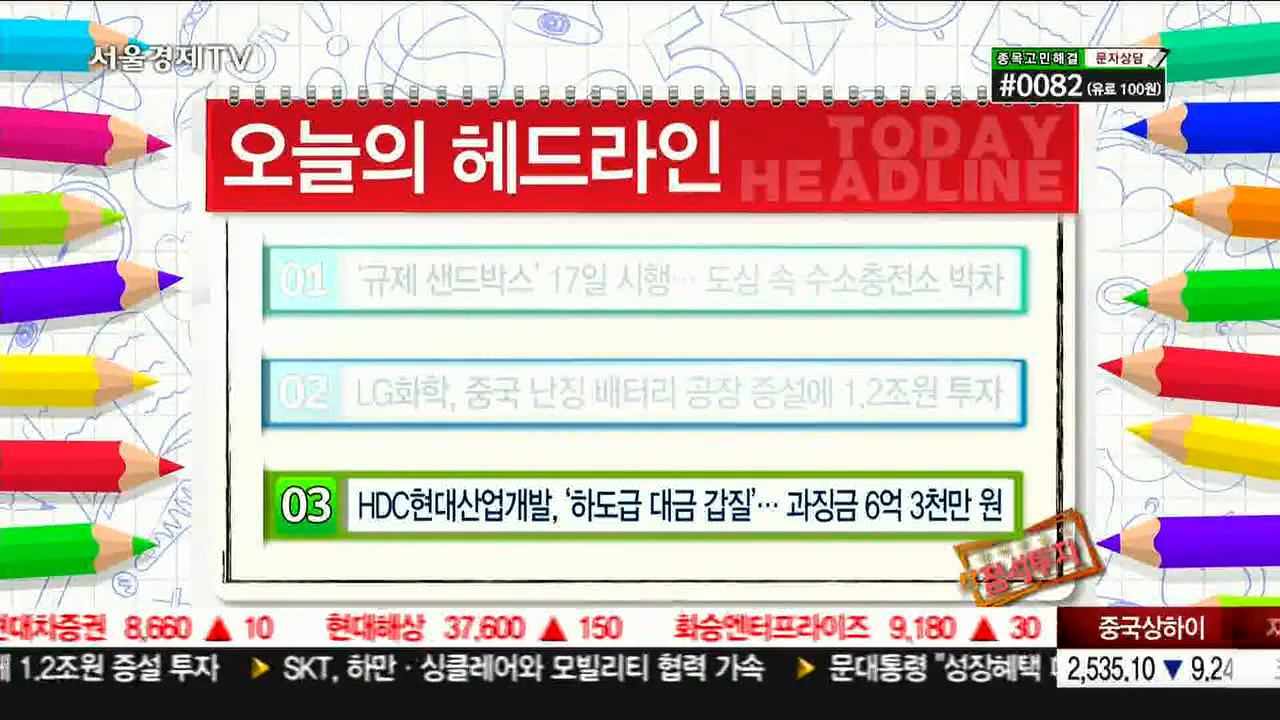 서울경제TV
종목고민해결 문자상담
#0082 (유료 100원)
오늘의 헤드라인
TODAY
HEADLINE
01 '규제 샌드박스' 17일 시행… 도심 속 수소충전소 박차
02 LG화학, 중국 난징 배터리 공장 증설에 1.2조원 투자
03 HDC현대산업개발, '하도급 대금 갑질'… 과징금 6억 3천만 원
현대차증권 8,660 ▲ 10 현대해상 37,600 ▲ 150 화승엔터프라이즈 9,180 ▲ 30
중국상하이
1.2조원 증설 투자 ▶ SKT, 하만·싱클레어와 모빌리티 협력 가속 ▶ 문대통령 "성장혜택
2,535.10 ▼ 9.24